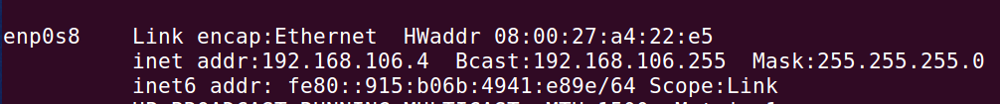 enp0s8    Link encap:Ethernet  HWaddr 08:00:27:a4:22:e5
          inet addr:192.168.106.4  Bcast:192.168.106.255  Mask:255.255.255.0
          inet6 addr: fe80::915:b06b:4941:e89e/64 Scope:Link